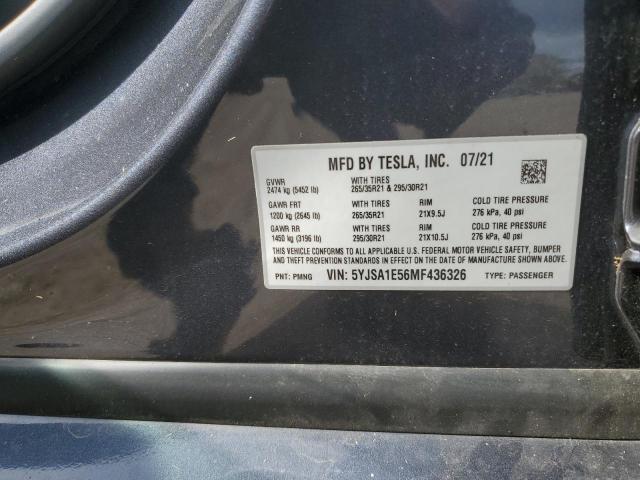 MFD BY TESLA, INC. 07/21
GVWR WITH TIRES
2474 kg (5452 lb) 265/35R21 & 295/30R21
GAWR FRT WITH TIRES RIM COLD TIRE PRESSURE
1200 kg (2645 lb) 265/35R21 21X9.5J 276 kPa, 40 psi
GAWR RR WITH TIRES RIM COLD TIRE PRESSURE
1450 kg (3196 lb) 295/30R21 21X10.5J 276 kPa, 40 psi
THIS VEHICLE CONFORMS TO ALL APPLICABLE U.S. FEDERAL MOTOR VEHICLE SAFETY, BUMPER
AND THEFT PREVENTION STANDARDS IN EFFECT ON THE DATE OF MANUFACTURE SHOWN ABOVE.
PNT: PMNG VIN: 5YJSA1E56MF436326 TYPE: PASSENGER